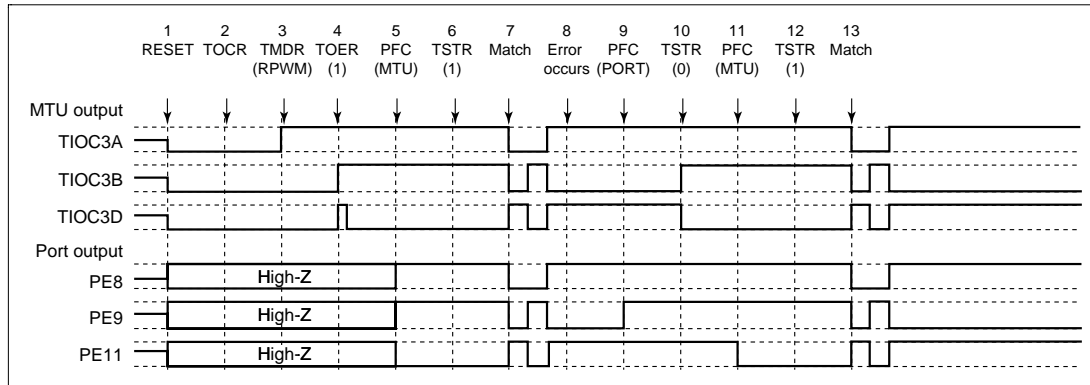 1 2 3 4 5 6 7 8 9 10 11 12 13
RESET TOCR TMDR TOER PFC TSTR Match Error PFC TSTR PFC TSTR Match
(RPWM) (1) (MTU) (1) occurs (PORT) (0) (MTU) (1)
MTU output
TIOC3A
TIOC3B
TIOC3D
Port output
PE8 High-Z
PE9 High-Z
PE11 High-Z